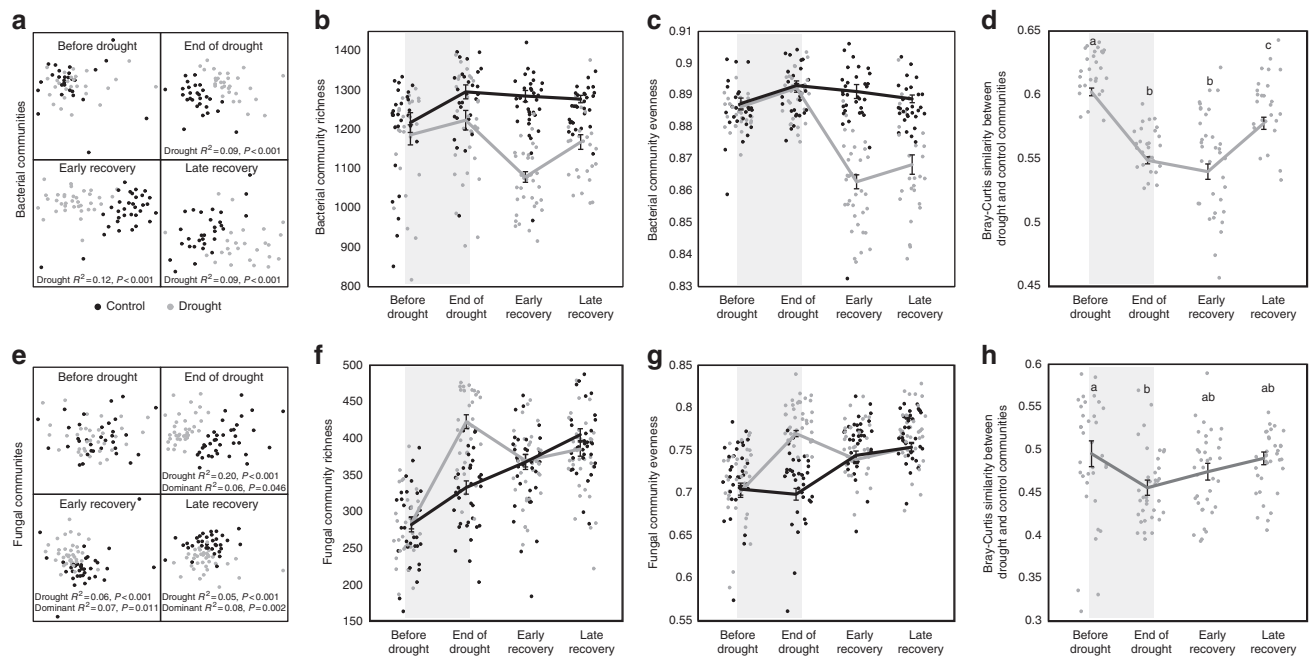 a
Before drought
End of drought
Drought R²=0.09, P<0.001
Early recovery
Late recovery
Drought R²=0.12, P<0.001
Drought R²=0.09, P<0.001
Bacterial communities
Control
Drought
b
Bacterial community richness
1400
1300
1200
1100
1000
900
800
Before drought
End of drought
Early recovery
Late recovery
c
Bacterial community evenness
0.91
0.9
0.89
0.88
0.87
0.86
0.85
0.84
0.83
Before drought
End of drought
Early recovery
Late recovery
d
Bray-Curtis similarity between
drought and control communities
0.65
0.6
0.55
0.5
0.45
a
b
b
c
Before drought
End of drought
Early recovery
Late recovery
e
Before drought
End of drought
Drought R²=0.20, P<0.001
Dominant R²=0.06, P=0.046
Early recovery
Late recovery
Drought R²=0.06, P<0.001
Dominant R²=0.07, P=0.011
Drought R²=0.05, P<0.001
Dominant R²=0.08, P=0.002
Fungal communites
f
Fungal community richness
500
450
400
350
300
250
200
150
Before drought
End of drought
Early recovery
Late recovery
g
Fungal community evenness
0.85
0.8
0.75
0.7
0.65
0.6
0.55
Before drought
End of drought
Early recovery
Late recovery
h
Bray-Curtis similarity between
drought and control communities
0.6
0.55
0.5
0.45
0.4
0.35
0.3
a
b
ab
ab
Before drought
End of drought
Early recovery
Late recovery